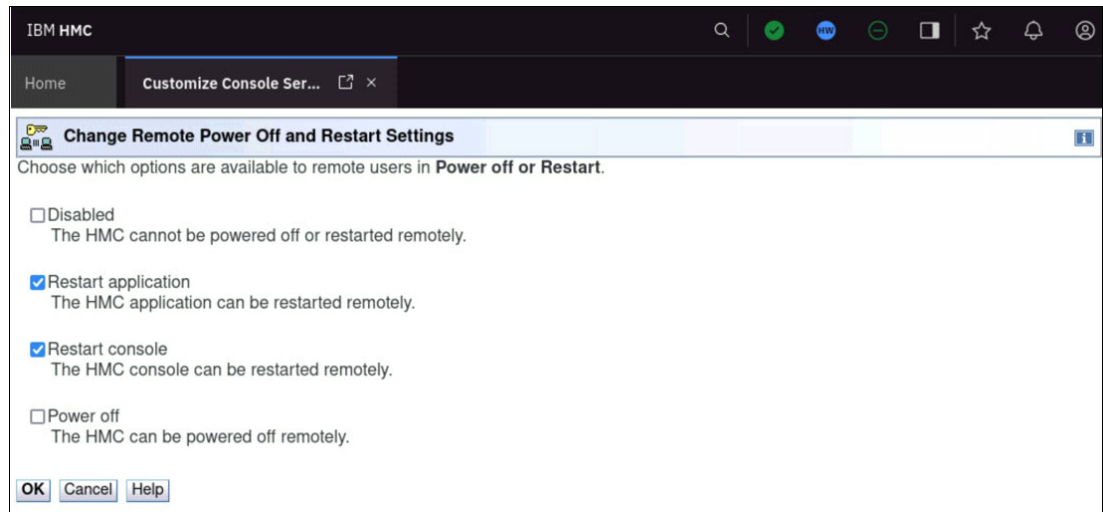 IBM HMC
HW
Home
Customize Console Ser...
Change Remote Power Off and Restart Settings
Choose which options are available to remote users in Power off or Restart.
Disabled
The HMC cannot be powered off or restarted remotely.
Restart application
The HMC application can be restarted remotely.
Restart console
The HMC console can be restarted remotely.
Power off
The HMC can be powered off remotely.
OK Cancel Help